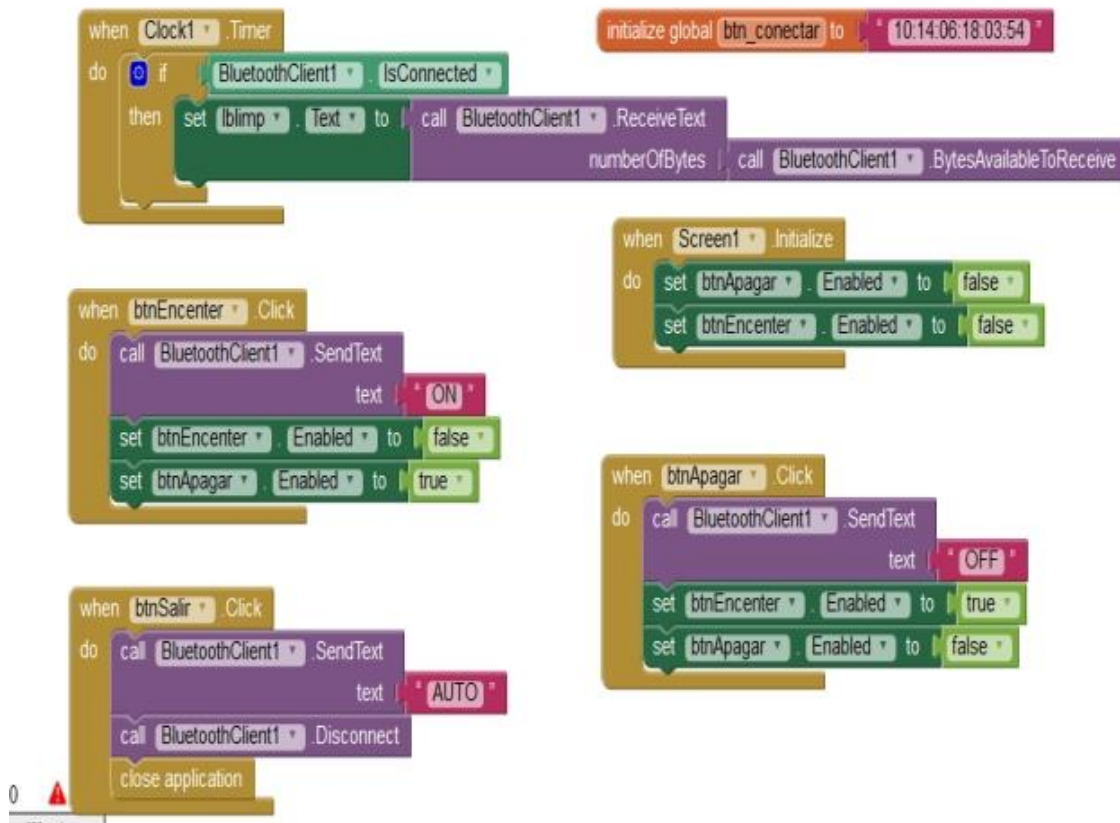 when Clock1 .Timer
do if BluetoothClient1 . IsConnected
then set lblimp . Text to call BluetoothClient1 .ReceiveText
numberOfBytes call BluetoothClient1 .BytesAvailableToReceive
initialize global btn_conectar to " 10:14:06:18:03:54 "
when Screen1 .Initialize
do set btnApagar . Enabled to false
set btnEncenter . Enabled to false
when btnEncenter .Click
do call BluetoothClient1 .SendText
text " ON "
set btnEncenter . Enabled to false
set btnApagar . Enabled to true
when btnApagar .Click
do call BluetoothClient1 .SendText
text " OFF "
set btnEncenter . Enabled to true
set btnApagar . Enabled to false
when btnSalir .Click
do call BluetoothClient1 .SendText
text " AUTO "
call BluetoothClient1 .Disconnect
close application
0